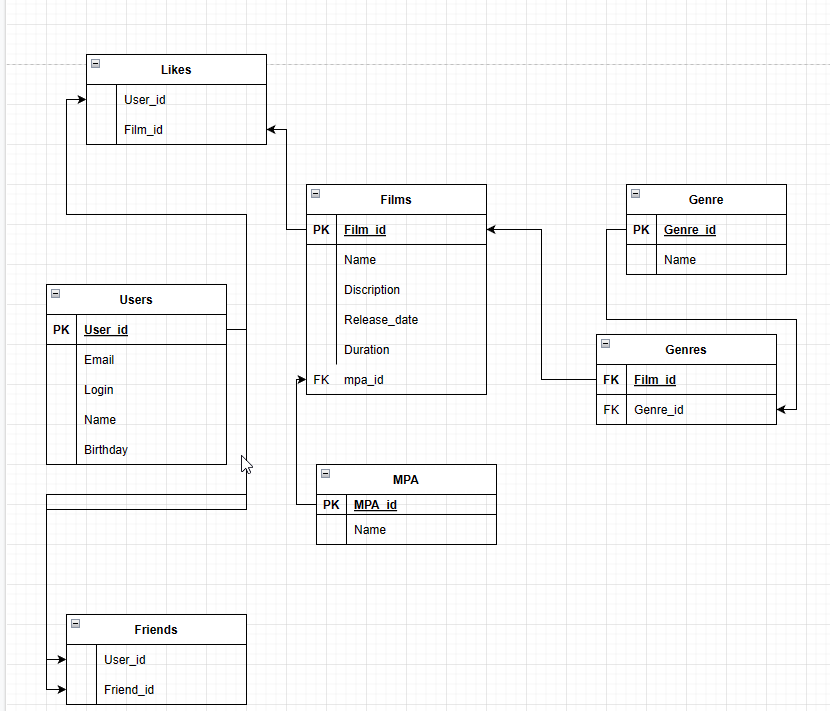 Likes
User_id
Film_id
Films
PK Film_id
Name
Discription
Release_date
Duration
FK mpa_id
Genre
PK Genre_id
Name
Users
PK User_id
Email
Login
Name
Birthday
Genres
FK Film_id
FK Genre_id
MPA
PK MPA_id
Name
Friends
User_id
Friend_id